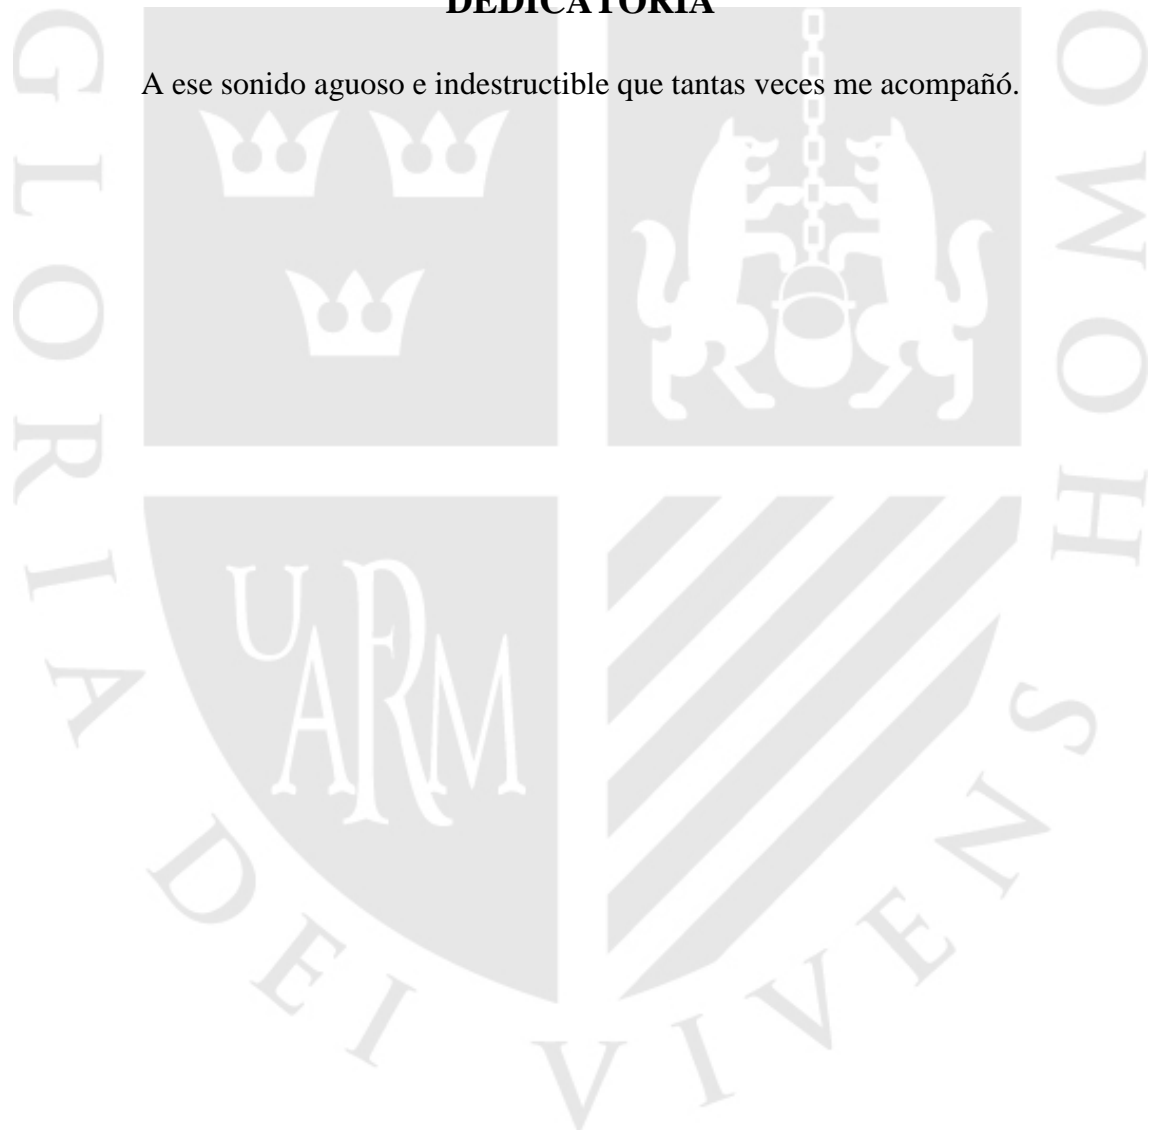 DEDICATORIA
A ese sonido aguoso e indestructible que tantas veces me acompañó.
GLORIA DEI VIVENS HOMO
UARM